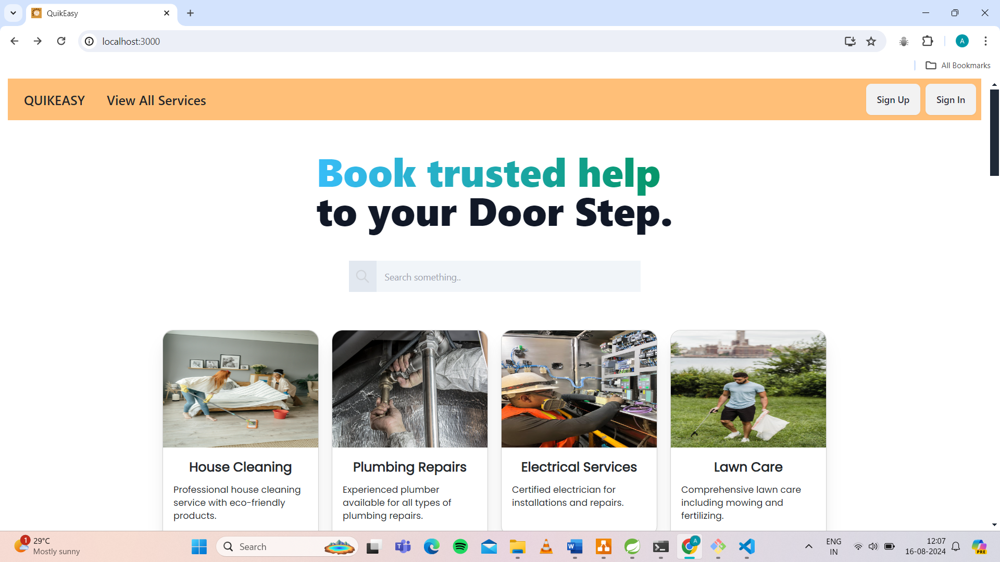 QuikEasy
localhost:3000
A
All Bookmarks
QUIKEASY View All Services Sign Up Sign In
Book trusted help
to your Door Step.
Search something..
House Cleaning
Professional house cleaning
service with eco-friendly
products.
Plumbing Repairs
Experienced plumber
available for all types of
plumbing repairs.
Electrical Services
Certified electrician for
installations and repairs.
Lawn Care
Comprehensive lawn care
including mowing and
fertilizing.
1
29°C
Mostly sunny
Search
T
W
A
ENG
IN
12:07
16-08-2024
PRE